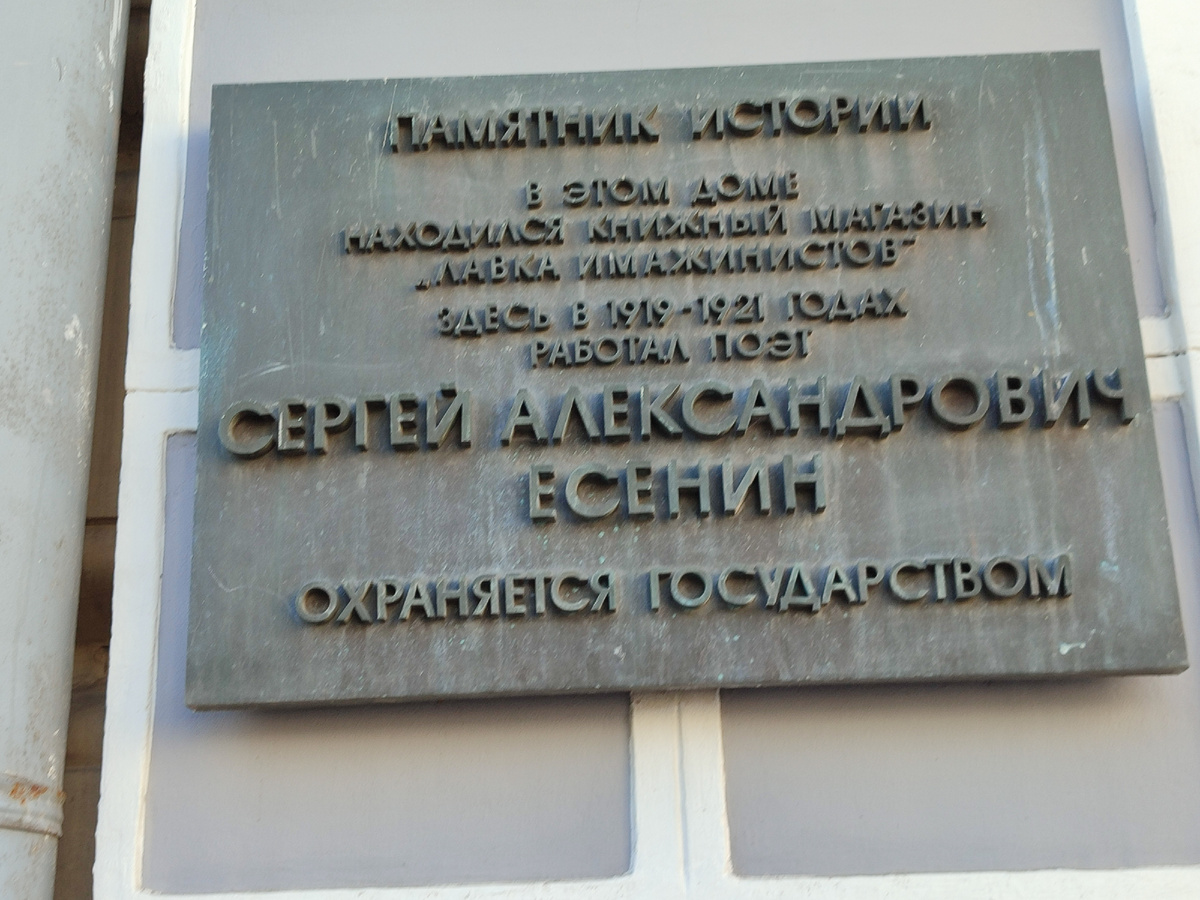 ПАМЯТНИК ИСТОРИИ
В ЭТОМ ДОМЕ
НАХОДИЛСЯ КНИЖНЫЙ МАГАЗИН
„ЛАВКА ИМАЖИНИСТОВ"
ЗДЕСЬ В 1919-1921 ГОДАХ
РАБОТАЛ ПОЭТ
СЕРГЕЙ АЛЕКСАНДРОВИЧ
ЕСЕНИН
ОХРАНЯЕТСЯ ГОСУДАРСТВОМ